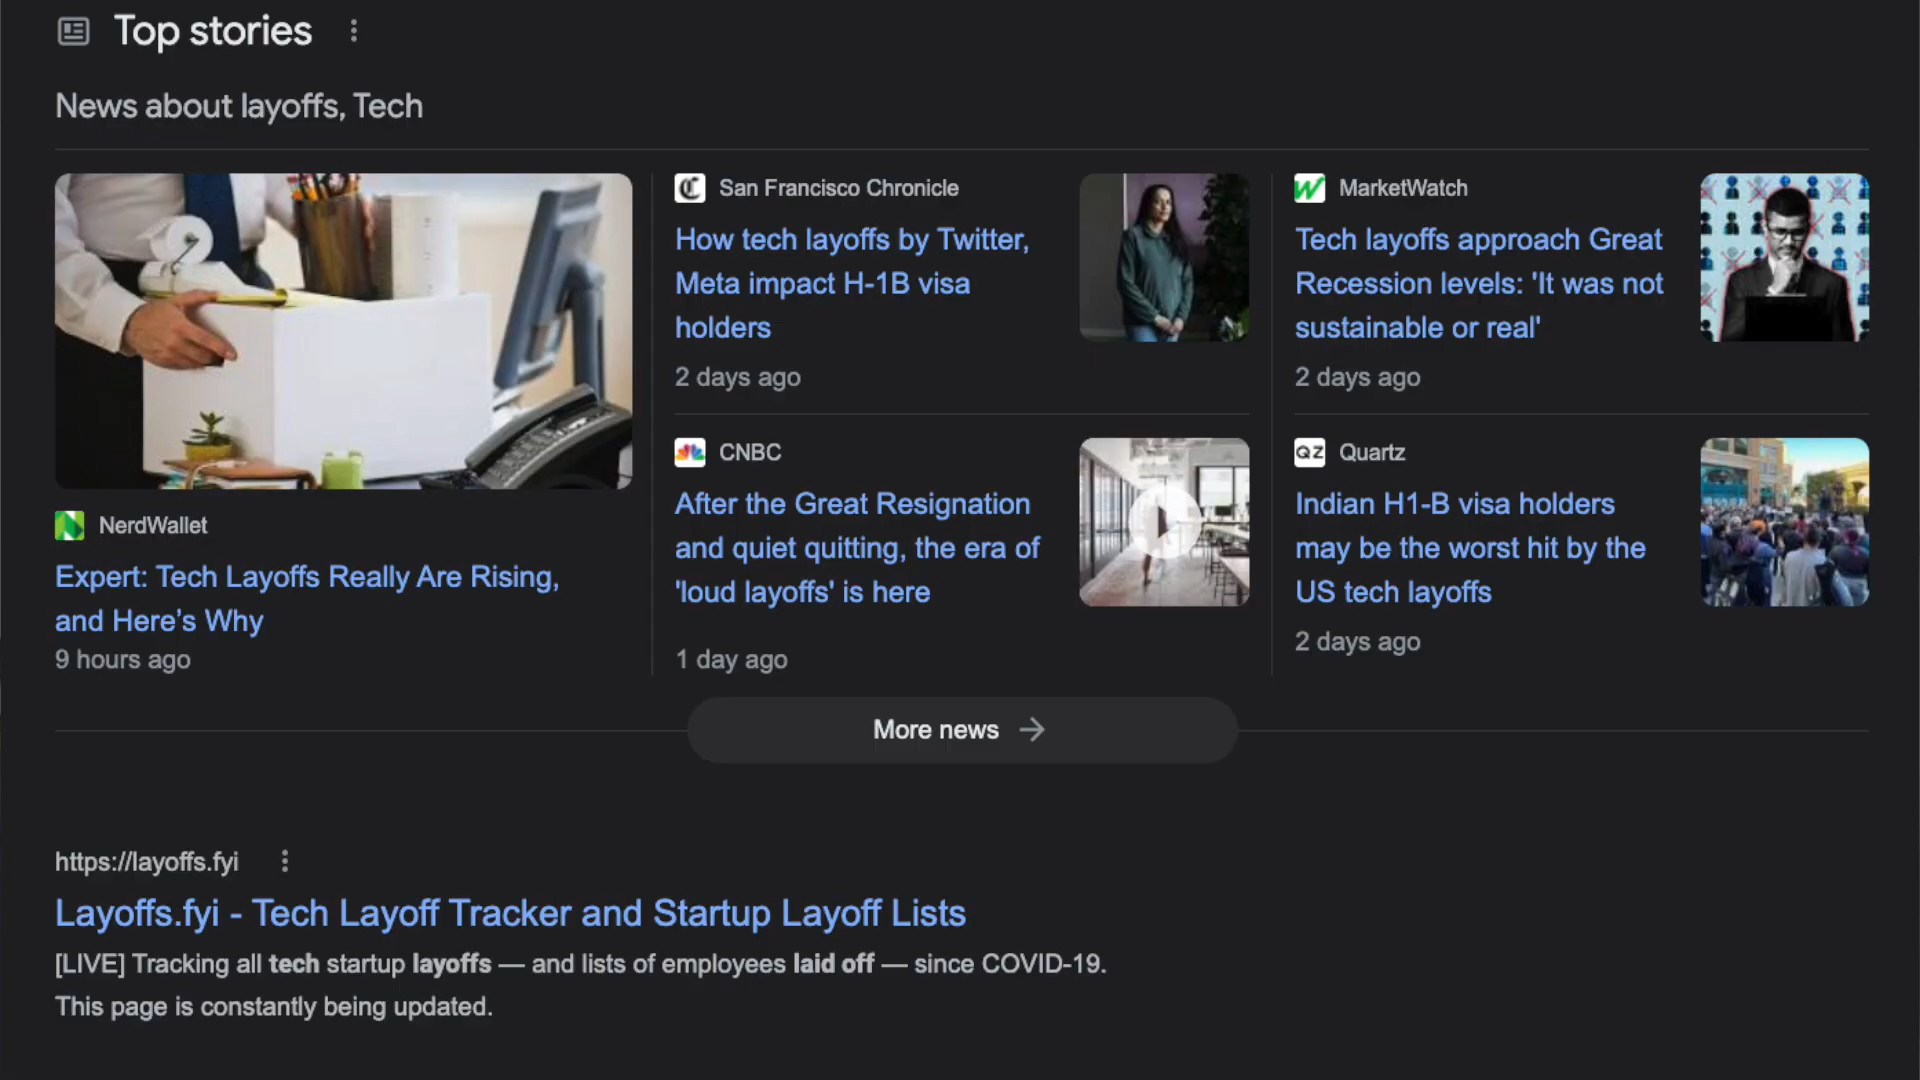 Top stories
News about layoffs, Tech
NerdWallet
Expert: Tech Layoffs Really Are Rising,
and Here’s Why
9 hours ago
San Francisco Chronicle
How tech layoffs by Twitter,
Meta impact H-1B visa
holders
2 days ago
CNBC
After the Great Resignation
and quiet quitting, the era of
'loud layoffs' is here
1 day ago
MarketWatch
Tech layoffs approach Great
Recession levels: 'It was not
sustainable or real'
2 days ago
QZ Quartz
Indian H1-B visa holders
may be the worst hit by the
US tech layoffs
2 days ago
More news
https://layoffs.fyi
Layoffs.fyi - Tech Layoff Tracker and Startup Layoff Lists
[LIVE] Tracking all tech startup layoffs — and lists of employees laid off — since COVID-19.
This page is constantly being updated.